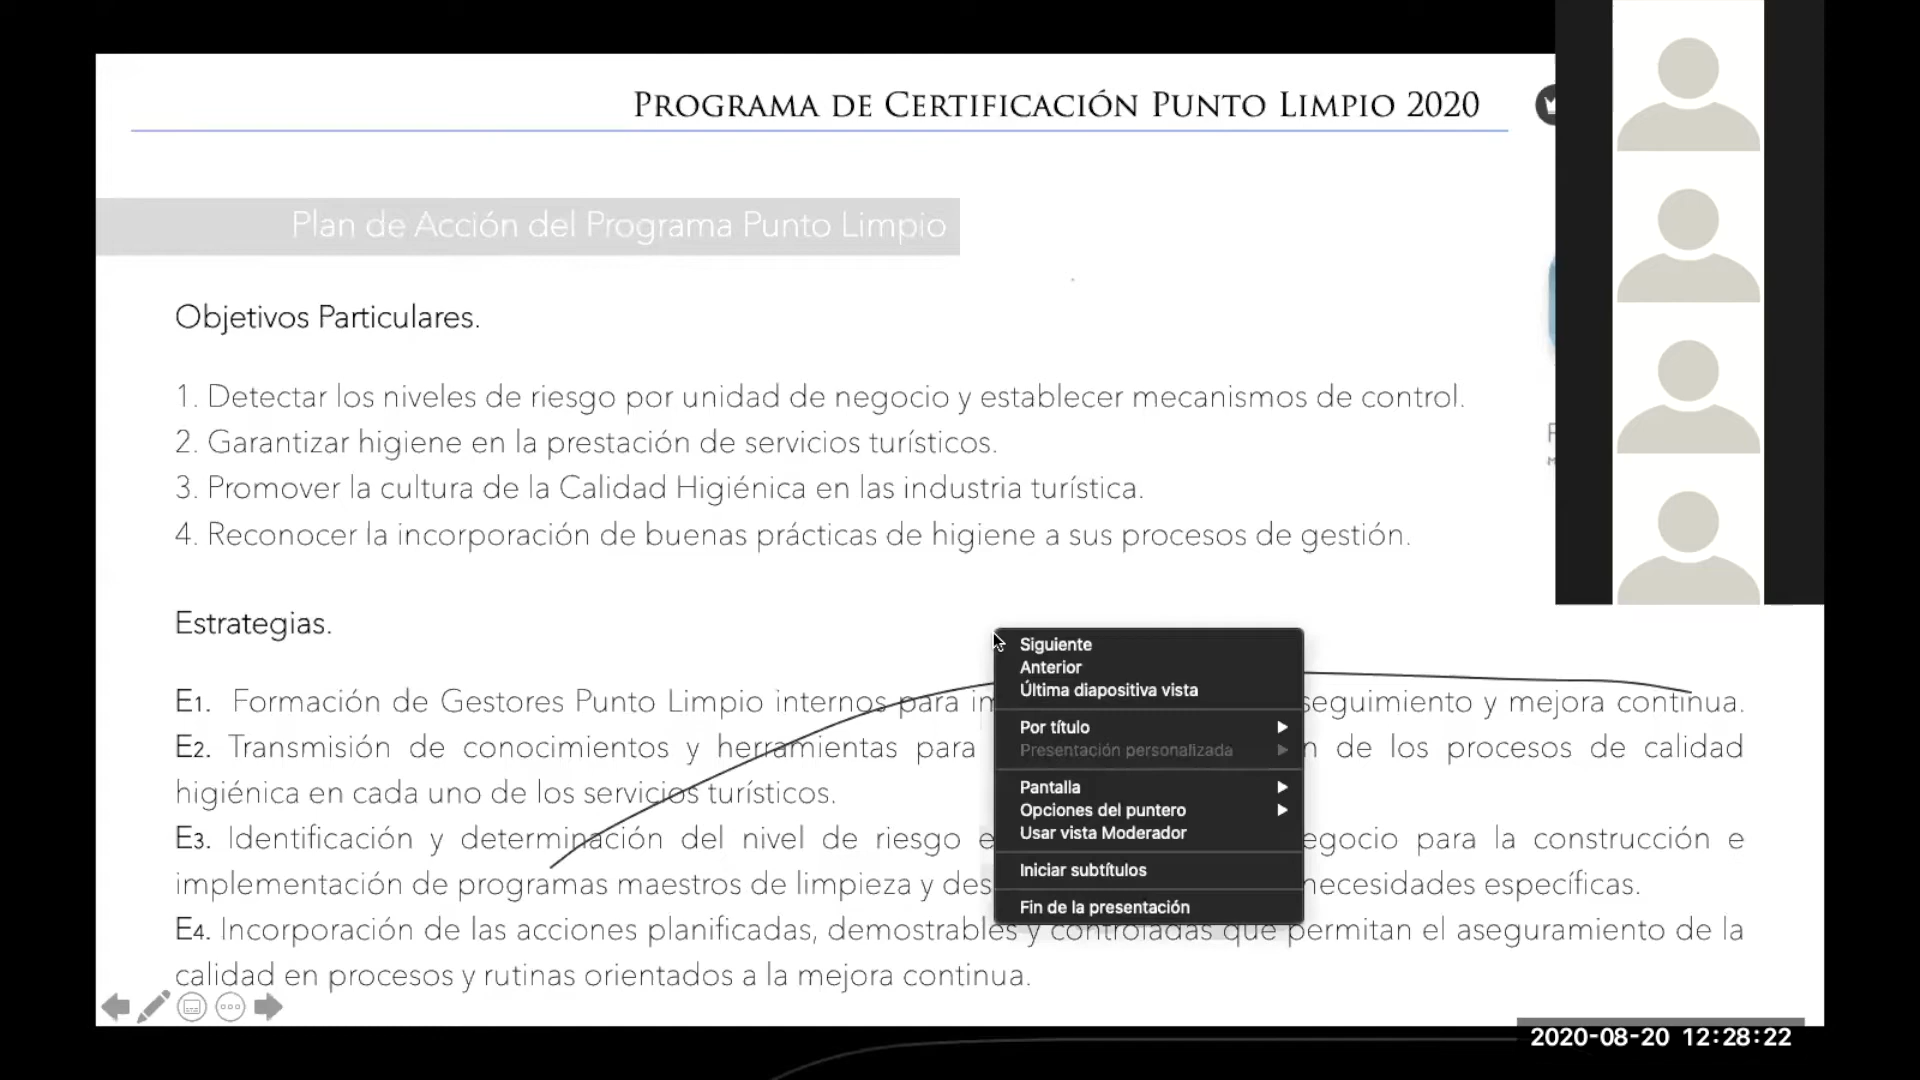 PROGRAMA DE CERTIFICACIÓN PUNTO LIMPIO 2020
Plan de Acción del Programa Punto Limpio
Objetivos Particulares.
1. Detectar los niveles de riesgo por unidad de negocio y establecer mecanismos de control.
2. Garantizar higiene en la prestación de servicios turísticos.
3. Promover la cultura de la Calidad Higiénica en las industria turística.
4. Reconocer la incorporación de buenas prácticas de higiene a sus procesos de gestión.
Estrategias.
E1. Formación de Gestores Punto Limpio internos para seguimiento y mejora continua.
E2. Transmisión de conocimientos y herramientas para de los procesos de calidad
higiénica en cada uno de los servicios turísticos.
E3. Identificación y determinación del nivel de riesgo para la construcción e
implementación de programas maestros de limpieza y necesidades específicas.
E4. Incorporación de las acciones planificadas, demostrables y controladas que permitan el aseguramiento de la
calidad en procesos y rutinas orientados a la mejora continua.
Siguiente
Anterior
Última diapositiva vista
Por título
Presentación personalizada
Pantalla
Opciones del puntero
Usar vista Moderador
Iniciar subtítulos
Fin de la presentación
2020-08-20 12:28:22